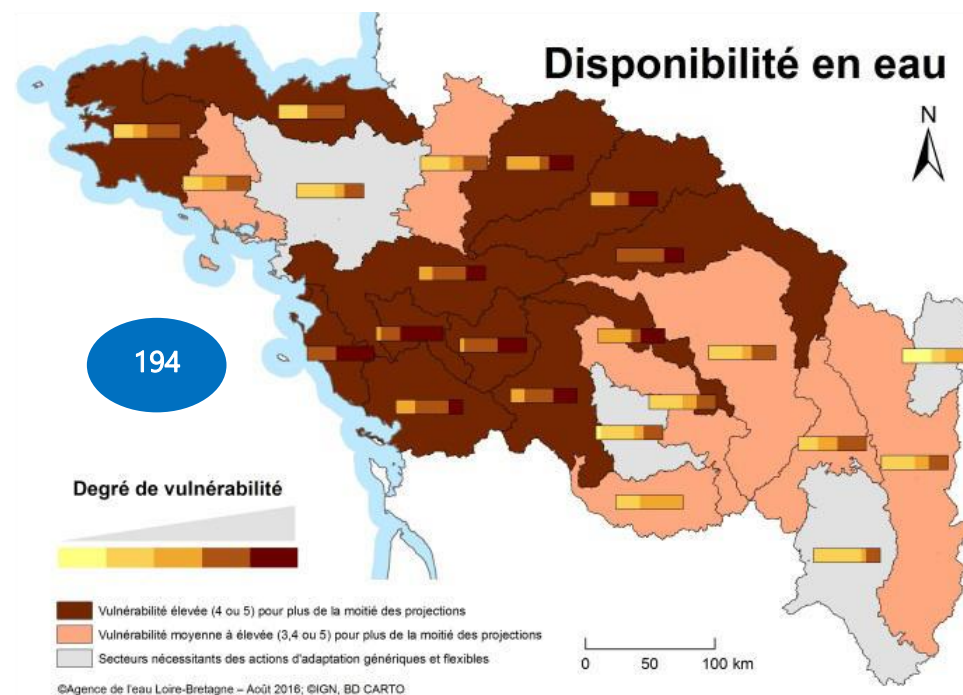 Disponibilité en eau
N
194
Degré de vulnérabilité
Vulnérabilité élevée (4 ou 5) pour plus de la moitié des projections
Vulnérabilité moyenne à élevée (3,4 ou 5) pour plus de la moitié des projections
Secteurs nécessitants des actions d'adaptation génériques et flexibles
0 50 100 km
©Agence de l'eau Loire-Bretagne – Août 2016; ©IGN, BD CARTO